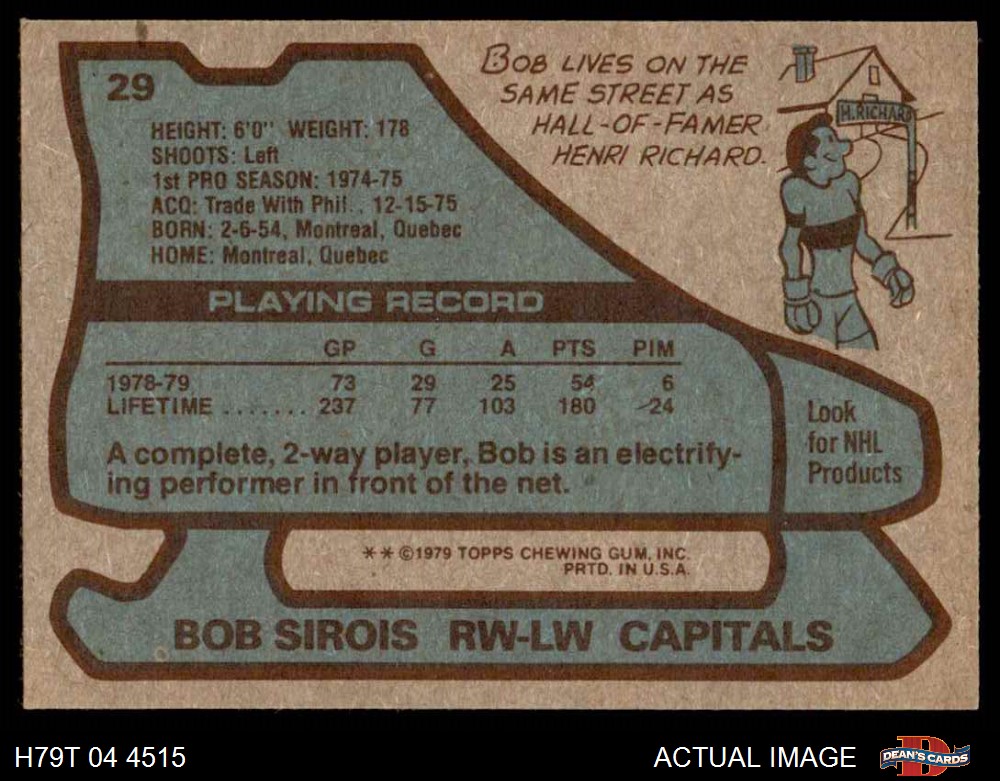 29
HEIGHT: 6'0" WEIGHT: 178
SHOOTS: Left
1st PRO SEASON: 1974-75
ACQ: Trade With Phil., 12-15-75
BORN: 2-6-54, Montreal, Quebec
HOME: Montreal, Quebec
BOB LIVES ON THE
SAME STREET AS
HALL-OF-FAMER
HENRI RICHARD.
H. RICHARD
PLAYING RECORD
GP G A PTS PIM
1978-79 73 29 25 54 6
LIFETIME ....... 237 77 103 180 24
A complete, 2-way player, Bob is an electrify-
ing performer in front of the net.
Look
for NHL
Products
** ©1979 TOPPS CHEWING GUM, INC.
PRTD. IN U.S.A.
BOB SIROIS RW-LW CAPITALS
H79T 04 4515
ACTUAL IMAGE
DEAN'S CARDS